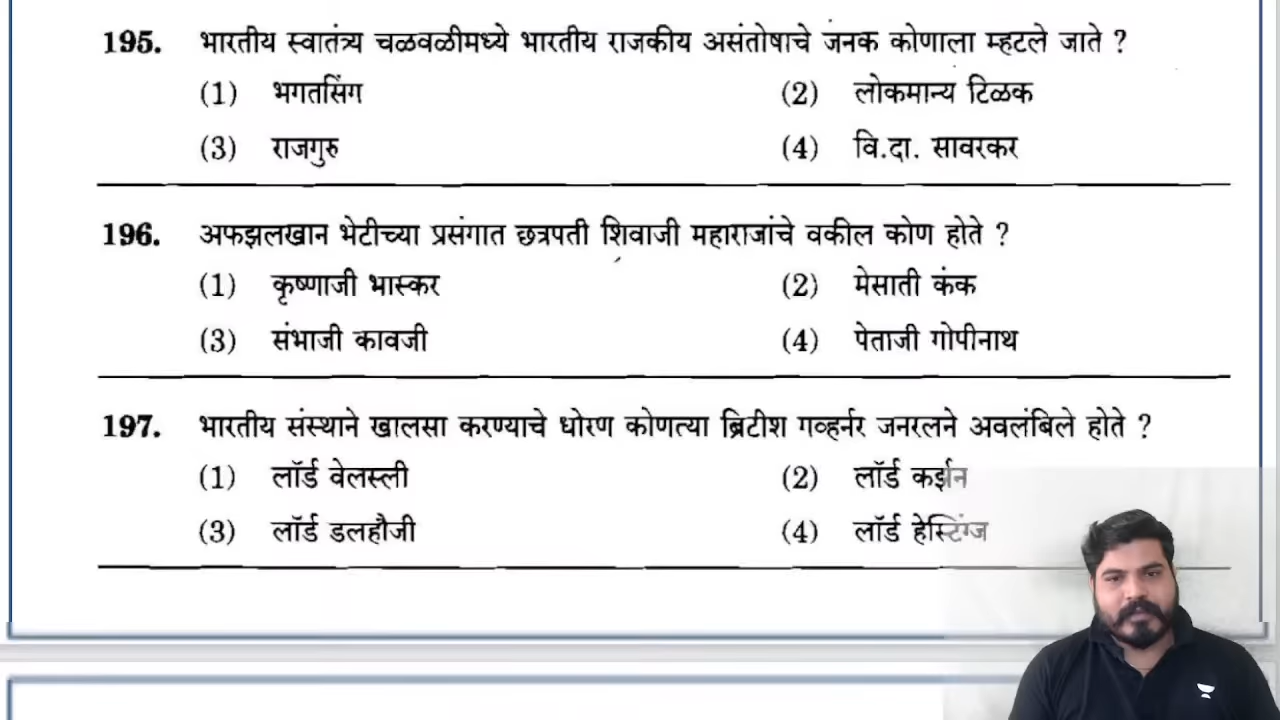 195. भारतीय स्वातंत्र्य चळवळीमध्ये भारतीय राजकीय असंतोषाचे जनक कोणाला म्हटले जाते ?
(1) भगतसिंग (2) लोकमान्य टिळक
(3) राजगुरु (4) वि.दा. सावरकर
196. अफझलखान भेटीच्या प्रसंगात छत्रपती शिवाजी महाराजांचे वकील कोण होते ?
(1) कृष्णाजी भास्कर (2) मेसाती कंक
(3) संभाजी कावजी (4) पेताजी गोपीनाथ
197. भारतीय संस्थाने खालसा करण्याचे धोरण कोणत्या ब्रिटीश गव्हर्नर जनरलने अवलंबिले होते ?
(1) लॉर्ड वेलस्ली (2) लॉर्ड कर्झन
(3) लॉर्ड डलहौजी (4) लॉर्ड हेस्टिंग्ज